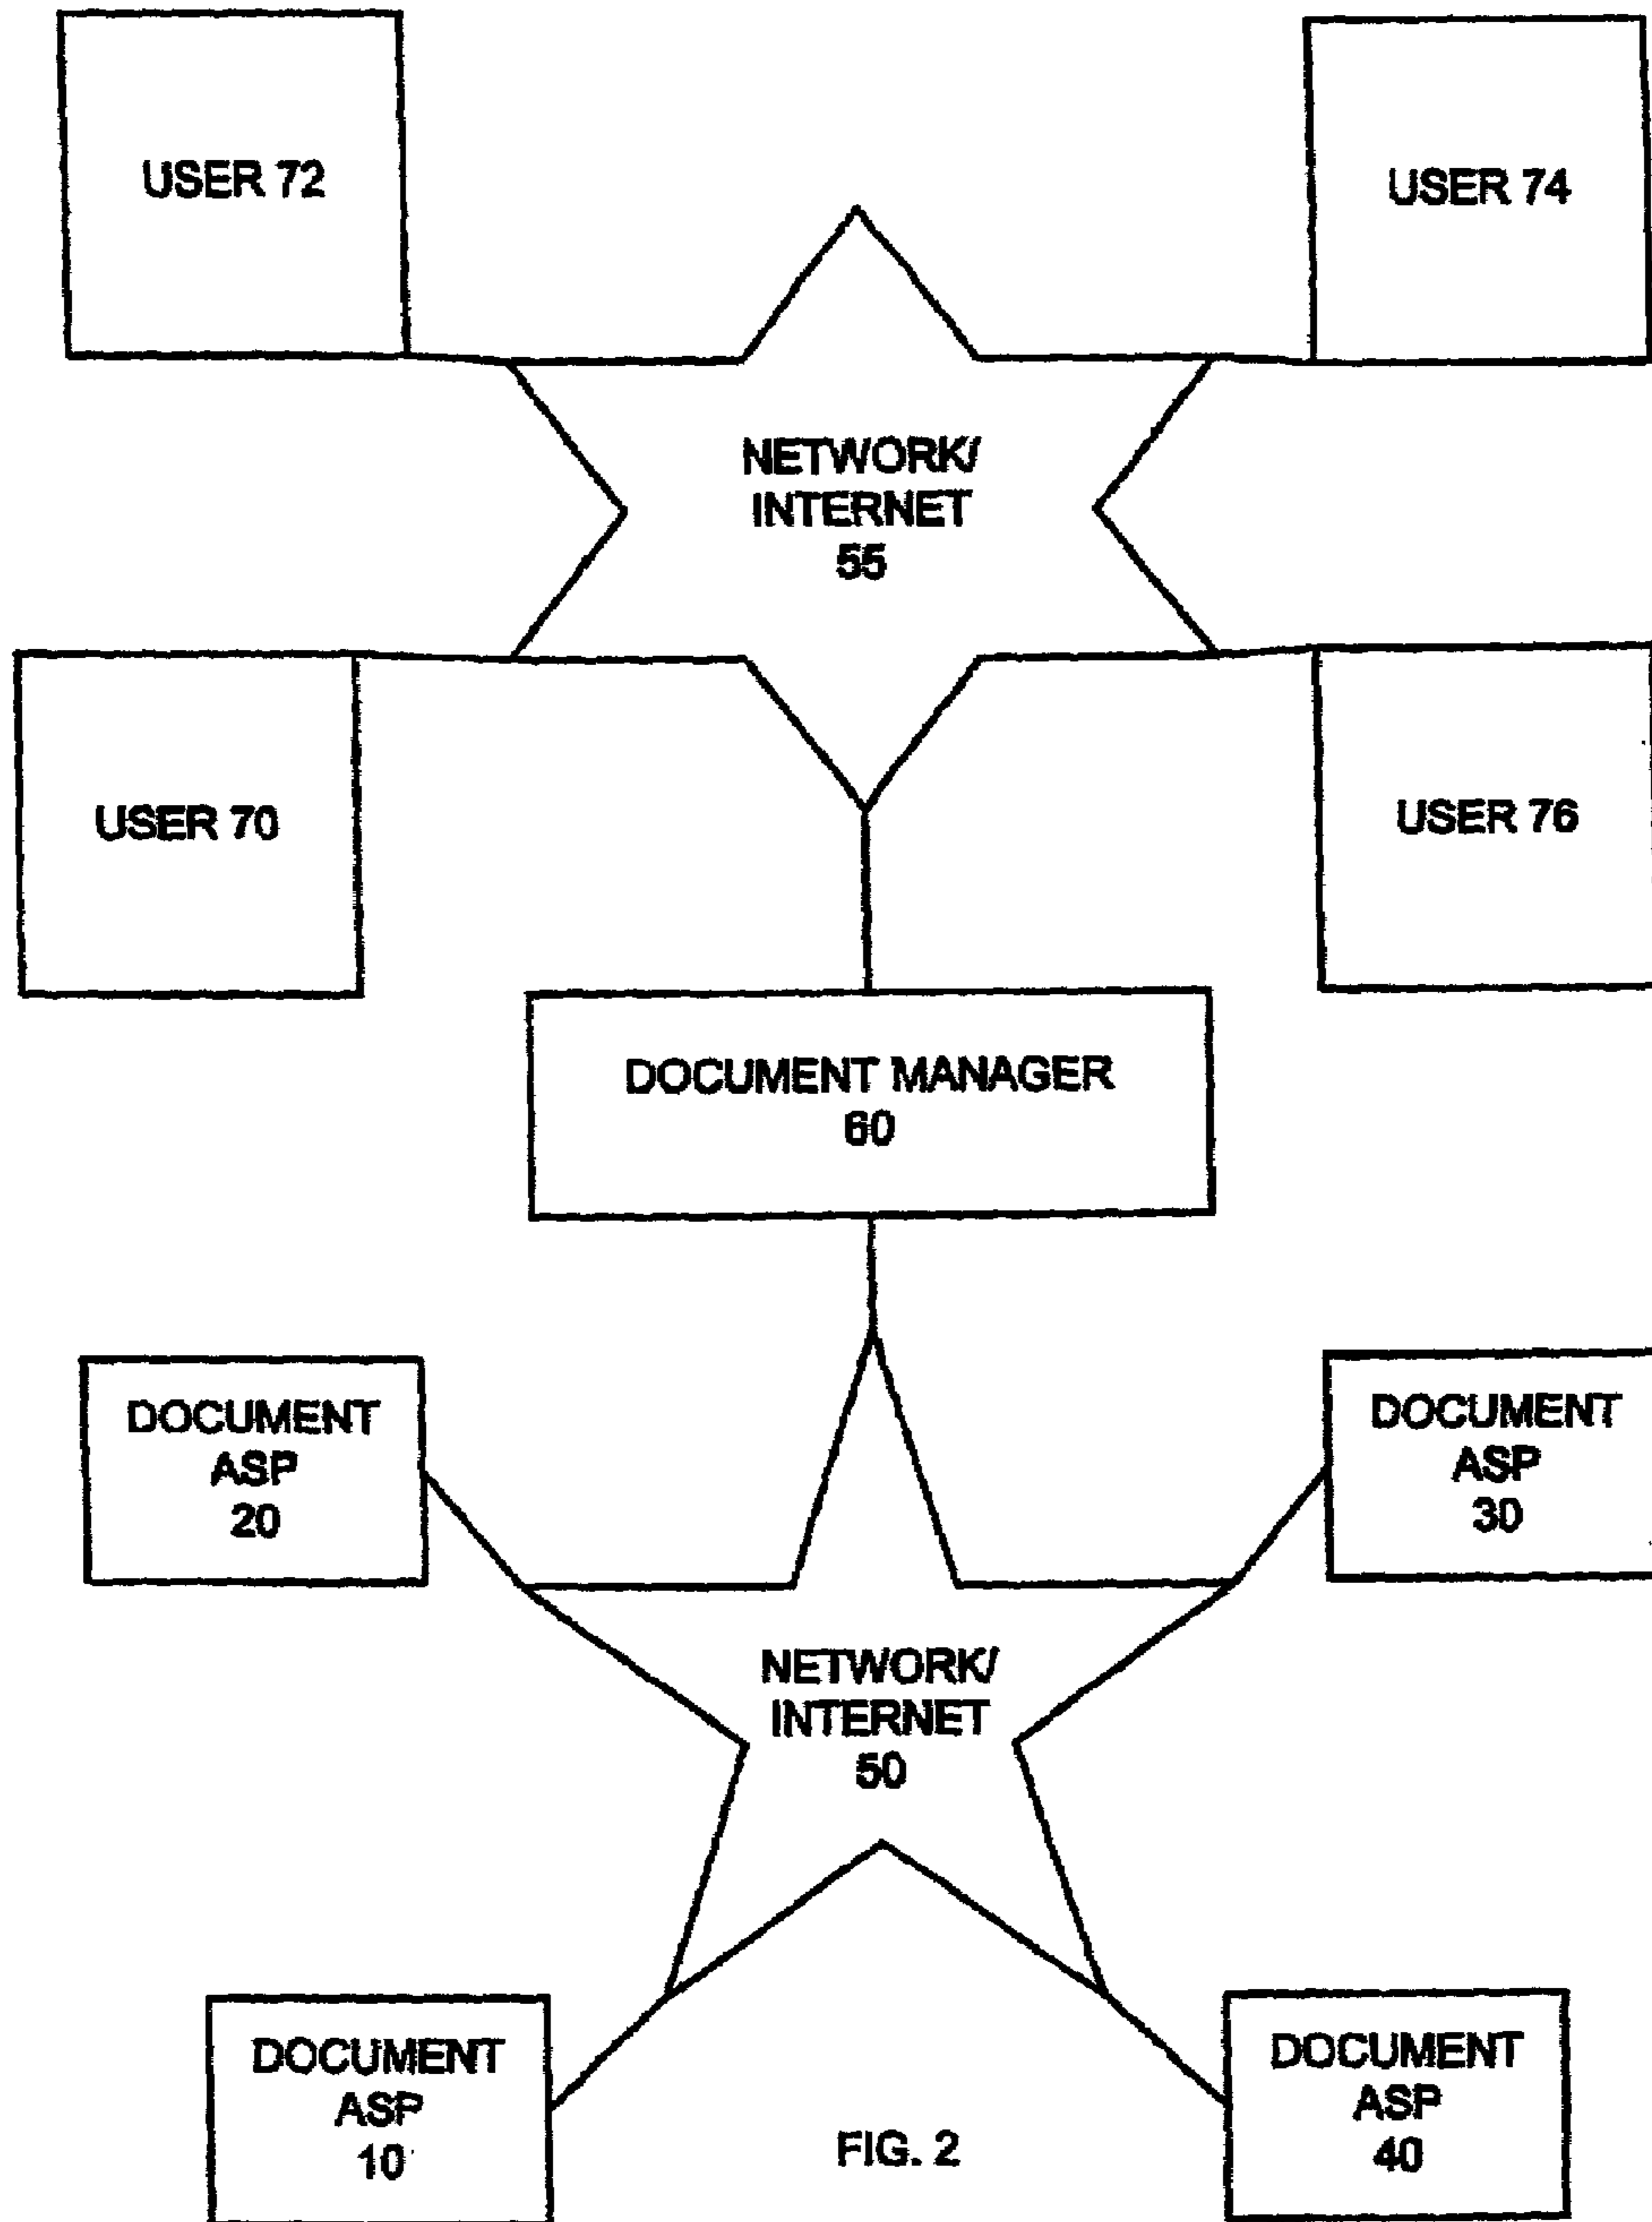 USER 72
USER 74
NETWORK/
INTERNET
55
USER 70
USER 76
DOCUMENT MANAGER
60
DOCUMENT
ASP
20
DOCUMENT
ASP
30
NETWORK/
INTERNET
50
DOCUMENT
ASP
10
DOCUMENT
ASP
40
FIG. 2